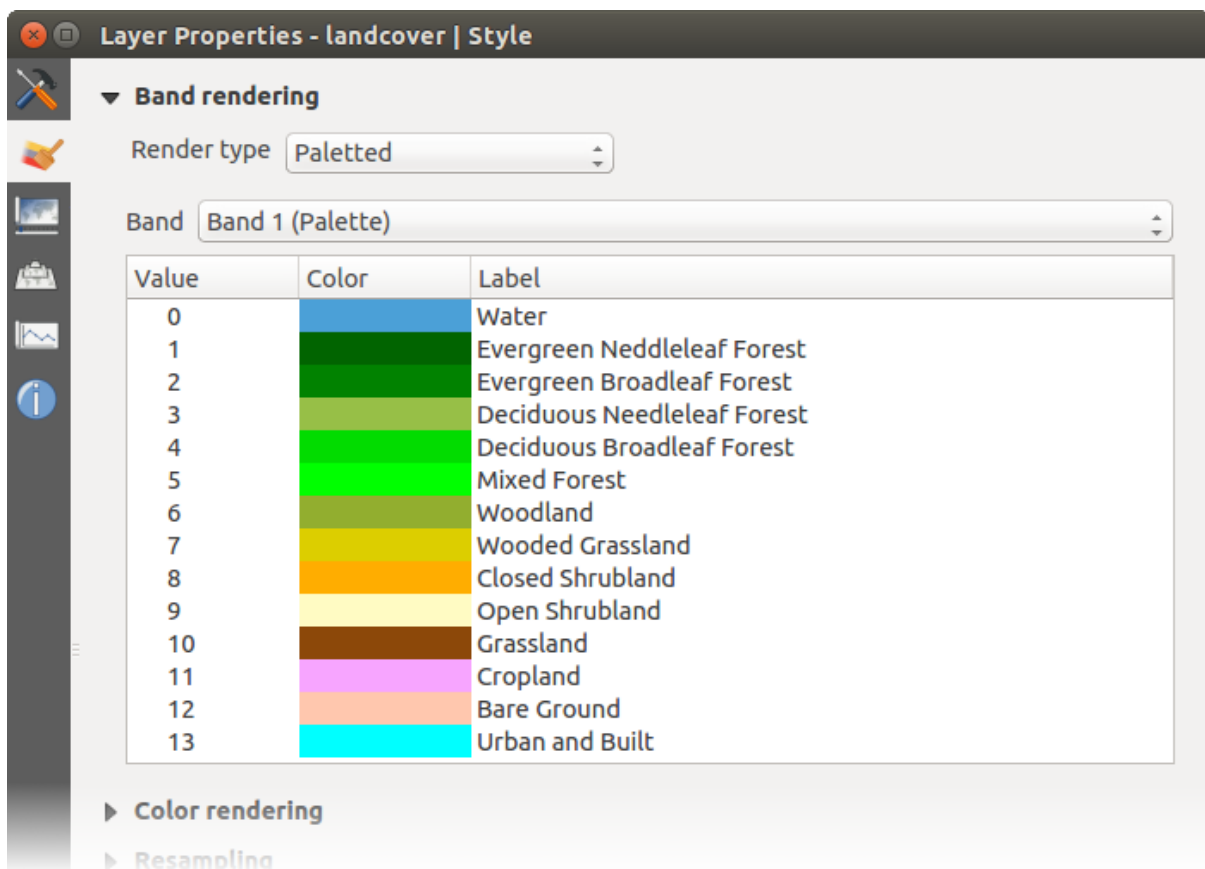 Layer Properties - landcover | Style
Band rendering
Render type Paletted
Band Band 1 (Palette)
Value Color Label
0 Water
1 Evergreen Neddleleaf Forest
2 Evergreen Broadleaf Forest
3 Deciduous Needleleaf Forest
4 Deciduous Broadleaf Forest
5 Mixed Forest
6 Woodland
7 Wooded Grassland
8 Closed Shrubland
9 Open Shrubland
10 Grassland
11 Cropland
12 Bare Ground
13 Urban and Built
Color rendering
Resampling